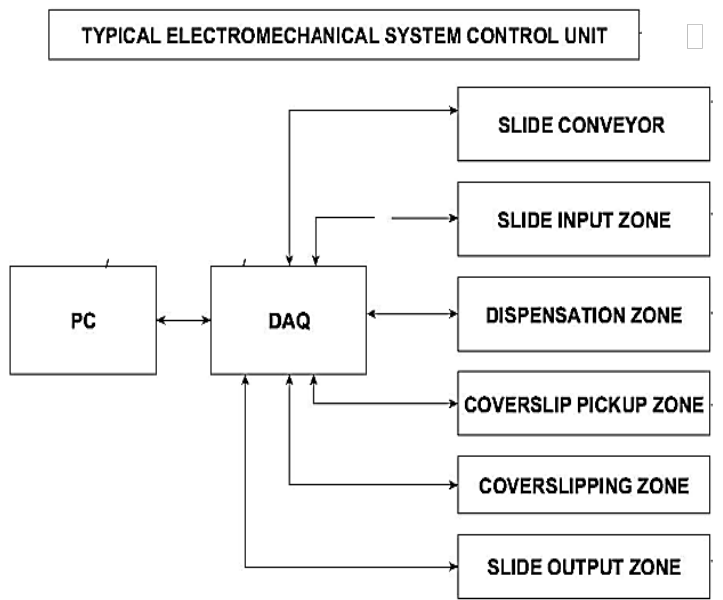 TYPICAL ELECTROMECHANICAL SYSTEM CONTROL UNIT
SLIDE CONVEYOR
SLIDE INPUT ZONE
PC
DAQ
DISPENSATION ZONE
COVERSLIP PICKUP ZONE
COVERSLIPPING ZONE
SLIDE OUTPUT ZONE